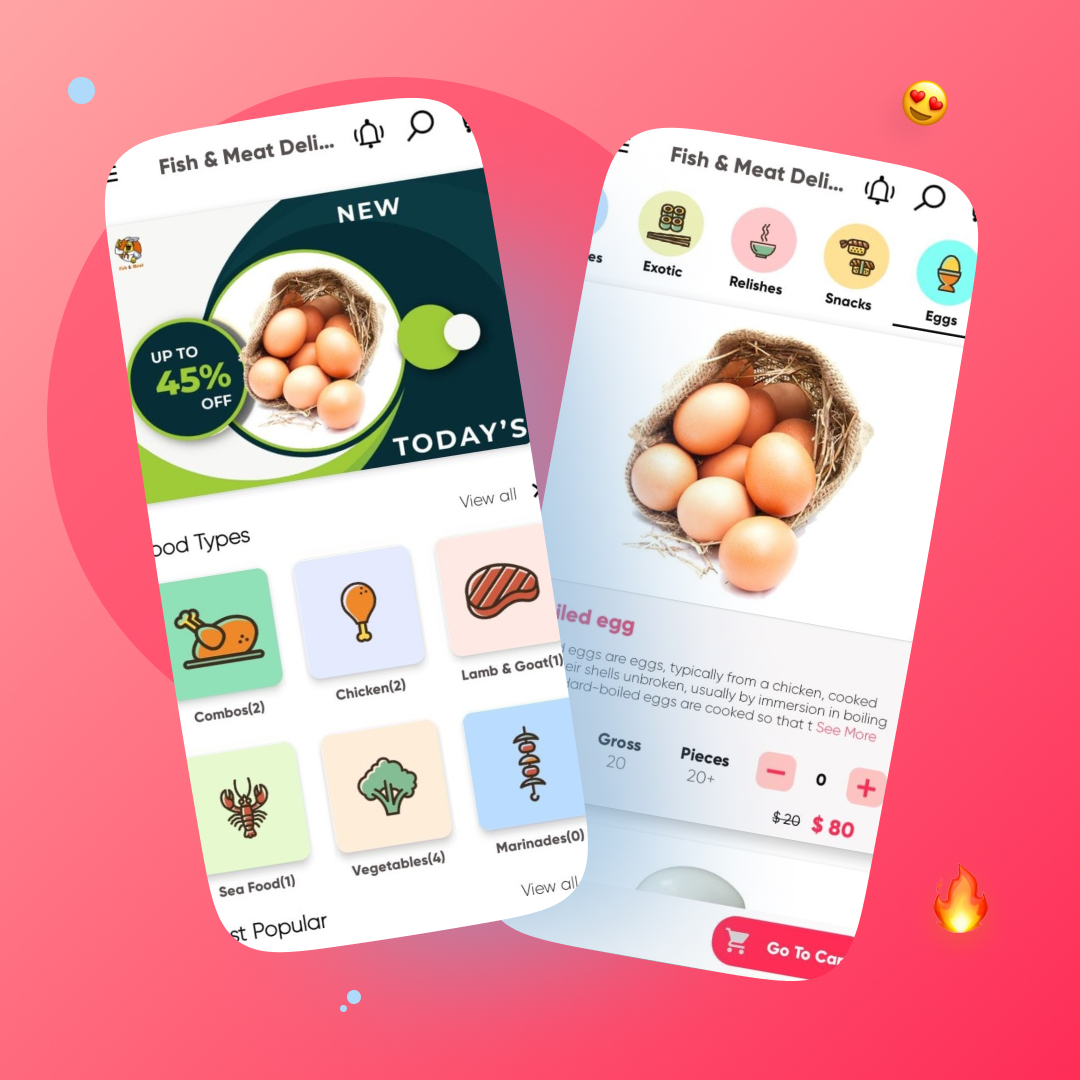 Fish & Meat Deli...
NEW
Fish & Meat
UP TO
45%
OFF
TODAY'S
View all
ood Types
Combos(2)
Chicken(2)
Lamb & Goat(1)
Sea Food(1)
Vegetables(4)
Marinades(0)
View all
st Popular
Fish & Meat Deli...
es
Exotic
Relishes
Snacks
Eggs
iled egg
d eggs are eggs, typically from a chicken, cooked
eir shells unbroken, usually by immersion in boiling
Hard-boiled eggs are cooked so that t See More
Gross
20
Pieces
20+
0
$ 20
$ 80
Go To Car